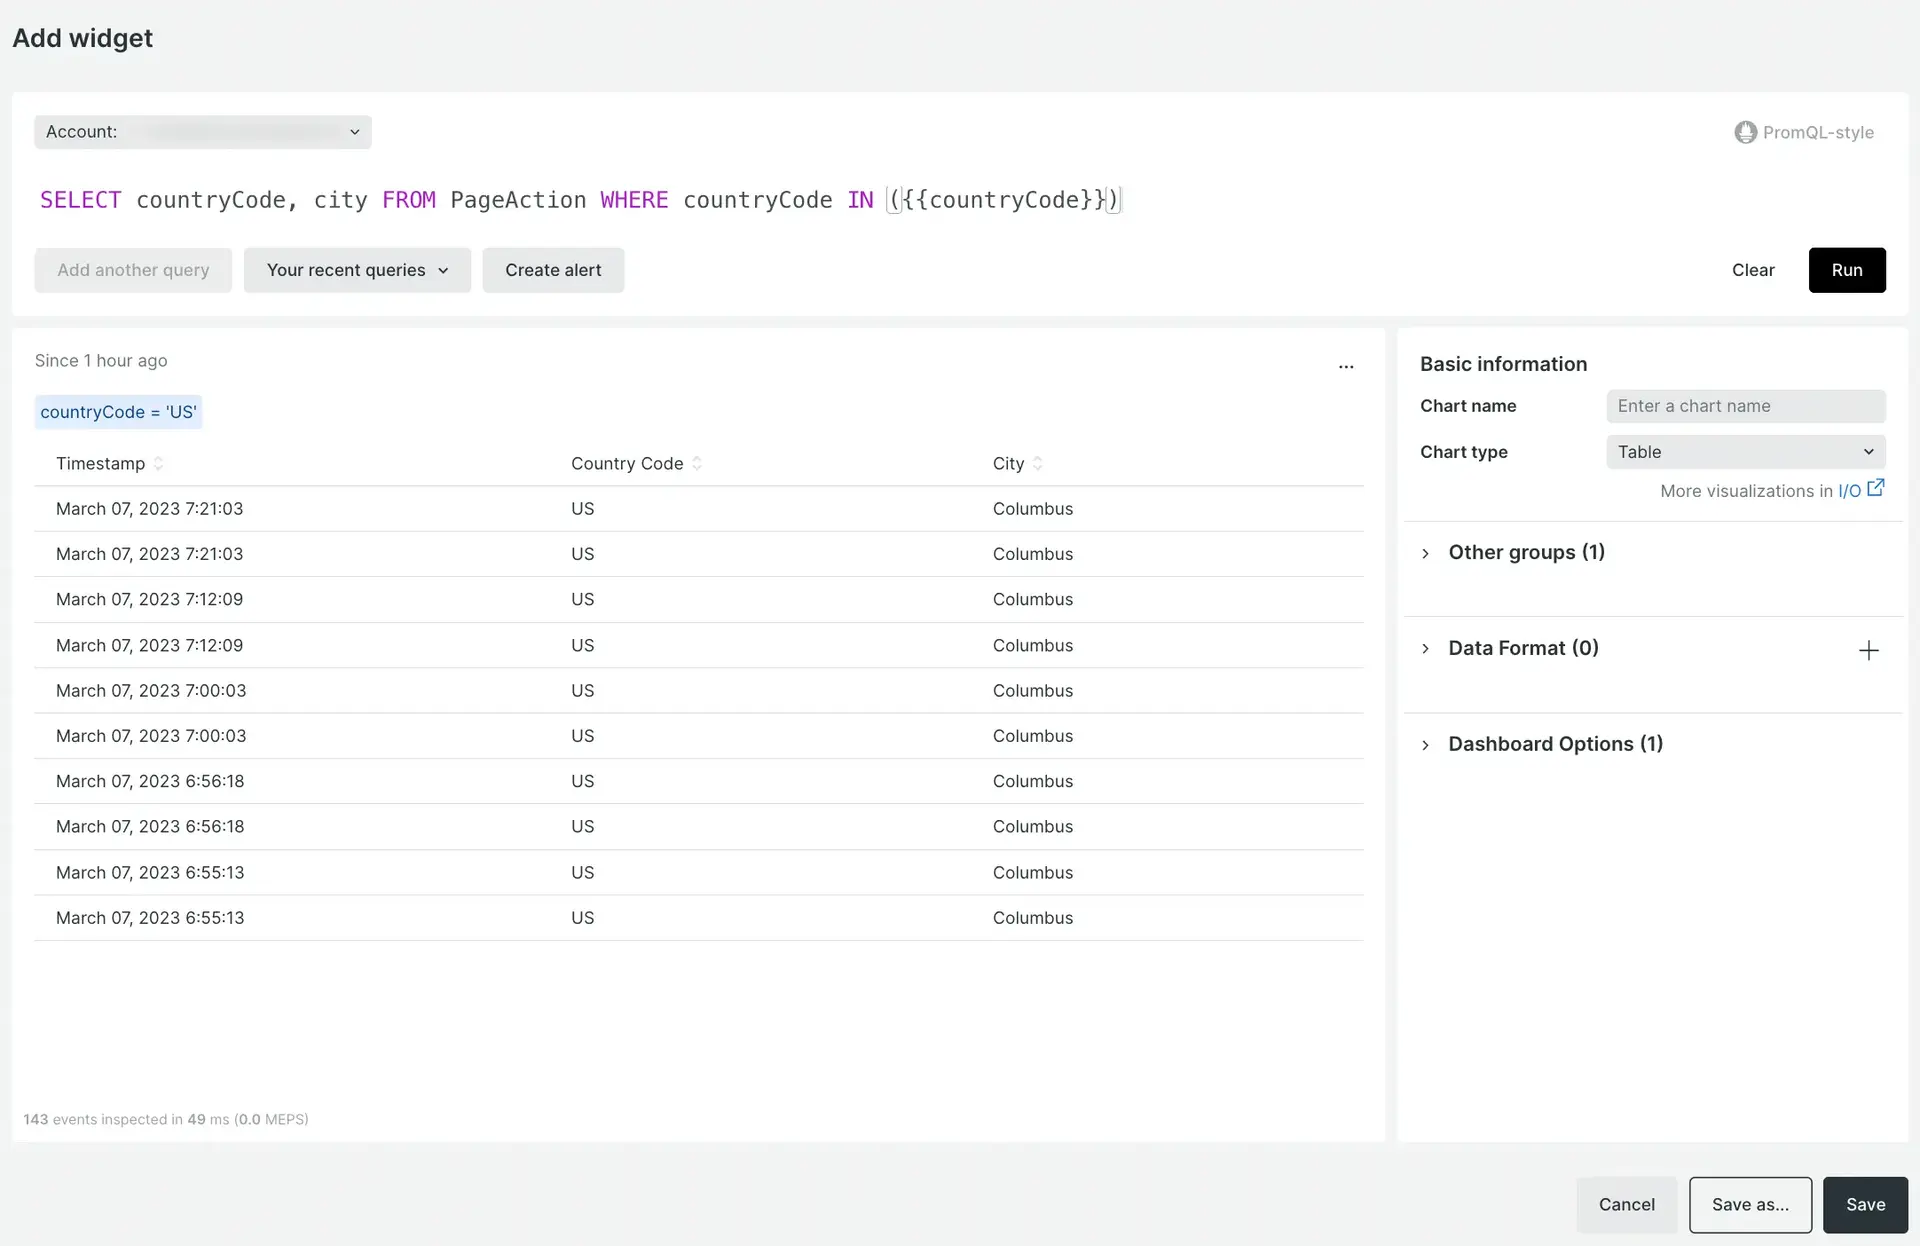 Add widget
Account:
PromQL-style
SELECT countryCode, city FROM PageAction WHERE countryCode IN ({{countryCode}})
Add another query
Your recent queries
Create alert
Clear
Run
Since 1 hour ago
...
countryCode = 'US'
Timestamp Country Code City
March 07, 2023 7:21:03 US Columbus
March 07, 2023 7:21:03 US Columbus
March 07, 2023 7:12:09 US Columbus
March 07, 2023 7:12:09 US Columbus
March 07, 2023 7:00:03 US Columbus
March 07, 2023 7:00:03 US Columbus
March 07, 2023 6:56:18 US Columbus
March 07, 2023 6:56:18 US Columbus
March 07, 2023 6:55:13 US Columbus
March 07, 2023 6:55:13 US Columbus
143 events inspected in 49 ms (0.0 MEPS)
Basic information
Chart name Enter a chart name
Chart type Table
More visualizations in I/O
Other groups (1)
Data Format (0)
Dashboard Options (1)
Cancel
Save as...
Save